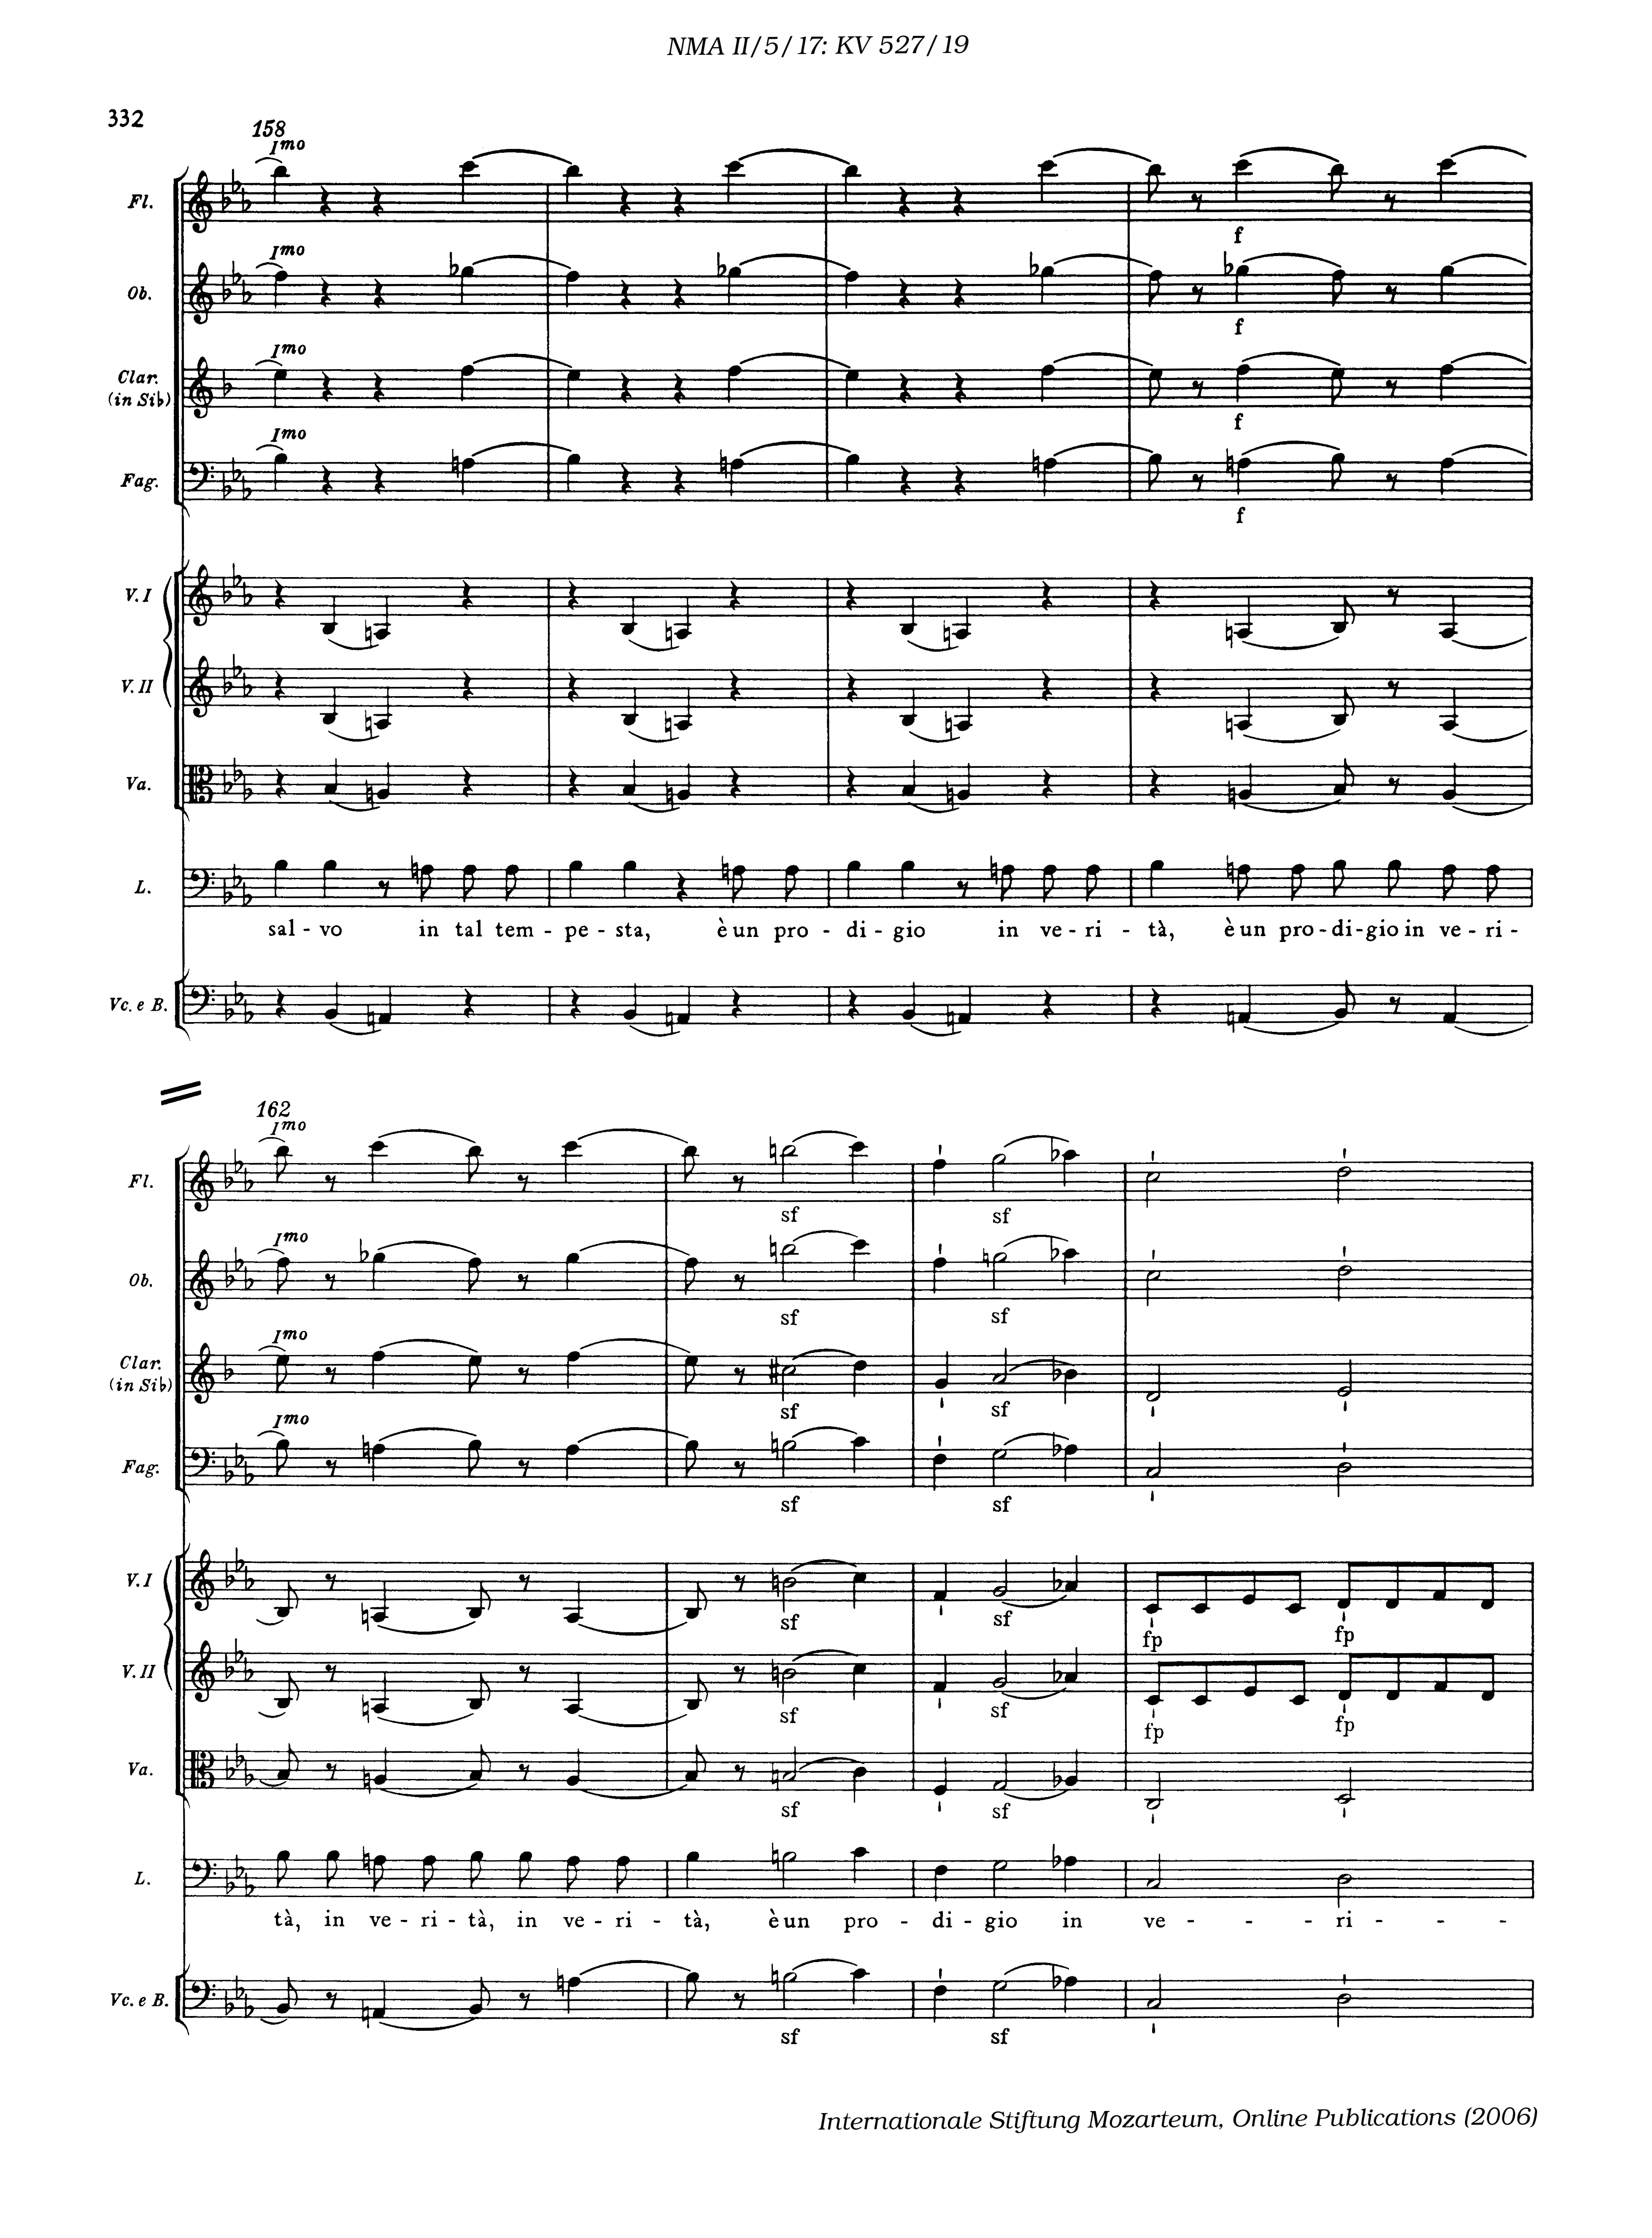 NMA II/5/17: KV 527/19
332
158
Imo
Fl.
f
Imo
Ob.
f
Imo
Clar.
(in Si♭)
f
Imo
Fag.
f
V. I
V. II
Va.
L.
sal - vo in tal tem - pe - sta, è un pro - di - gio in ve - ri - tà, è un pro - di - gio in ve - ri -
Vc. e B.
162
Imo
Fl.
sf sf
Imo
Ob.
sf sf
Imo
Clar.
(in Si♭)
sf sf
Imo
Fag.
sf sf
V. I
sf sf fp fp
V. II
sf sf fp fp
Va.
sf sf
L.
tà, in ve - ri - tà, in ve - ri - tà, è un pro - di - gio in ve - - - ri - - -
Vc. e B.
sf sf
Internationale Stiftung Mozarteum, Online Publications (2006)